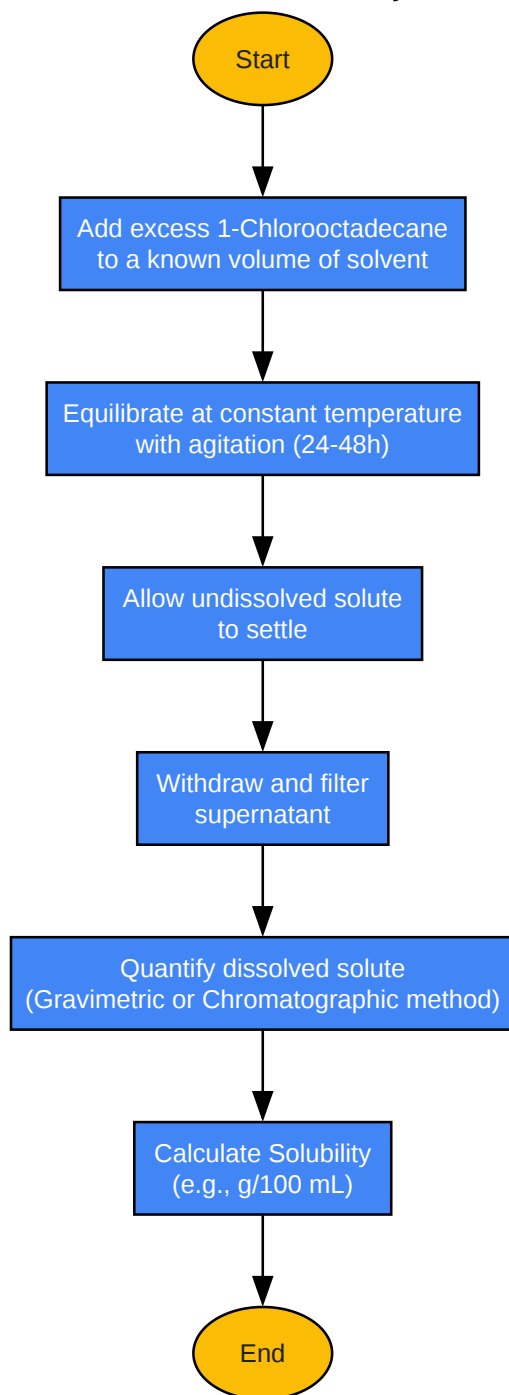 Start
Add excess 1-Chlorooctadecane
to a known volume of solvent
Equilibrate at constant temperature
with agitation (24-48h)
Allow undissolved solute
to settle
Withdraw and filter
supernatant
Quantify dissolved solute
(Gravimetric or Chromatographic method)
Calculate Solubility
(e.g., g/100 mL)
End